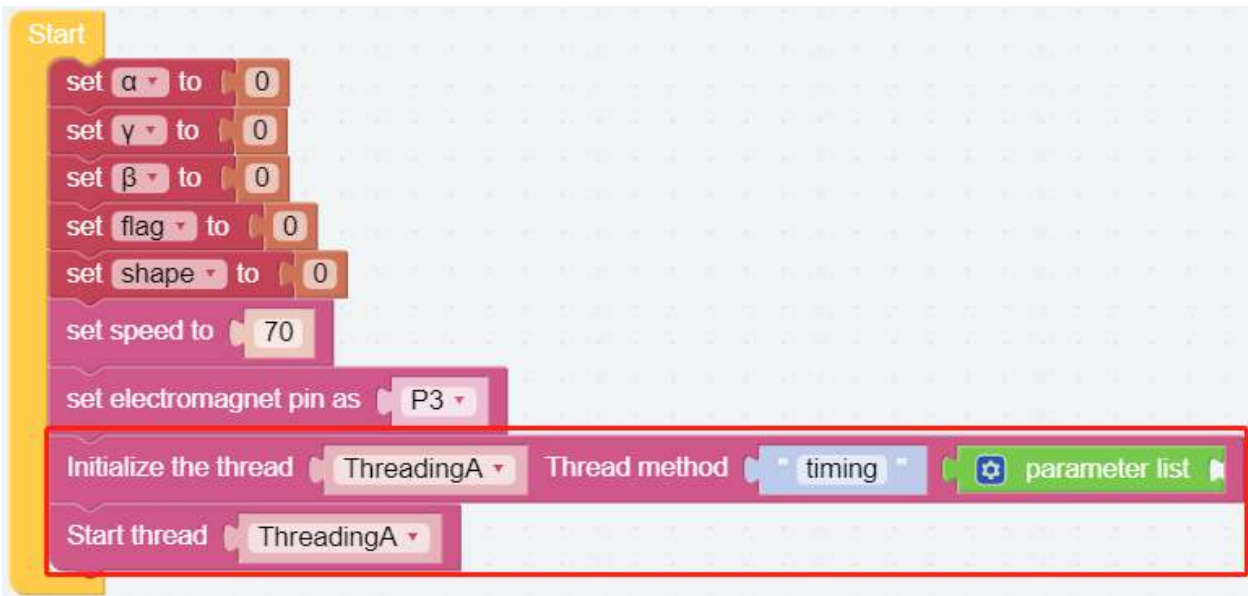 Start
set α to 0
set γ to 0
set β to 0
set flag to 0
set shape to 0
set speed to 70
set electromagnet pin as P3
Initialize the thread ThreadingA Thread method " timing " parameter list
Start thread ThreadingA